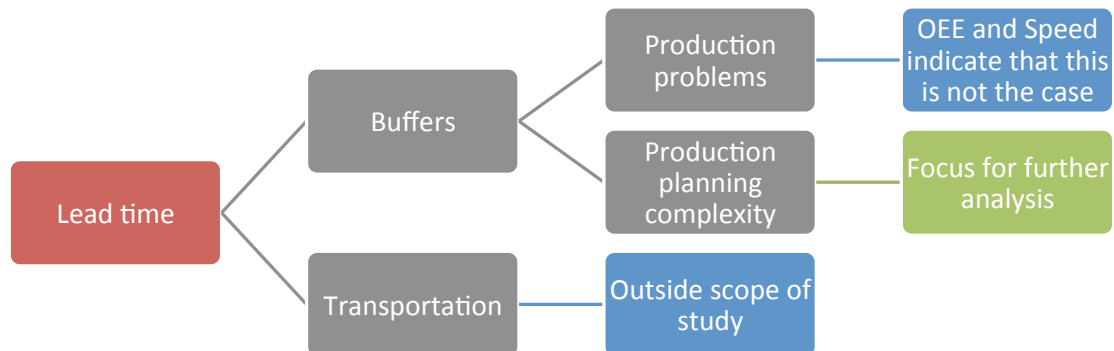 Lead time
Buffers
Transportation
Production
problems
Production
planning
complexity
Outside scope of
study
OEE and Speed
indicate that this
is not the case
Focus for further
analysis